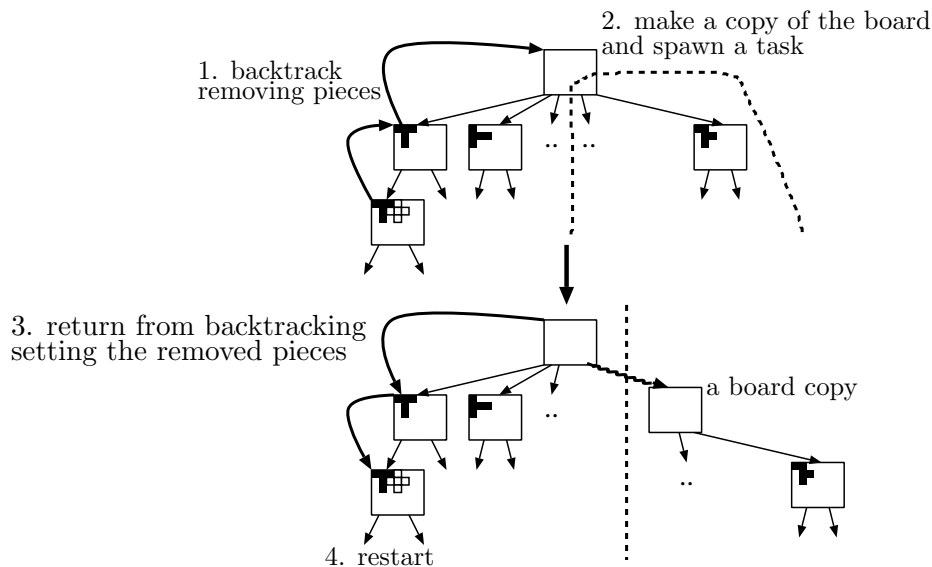 2. make a copy of the board
and spawn a task
1. backtrack
removing pieces
.. ..
3. return from backtracking
setting the removed pieces
a board copy
..
..
4. restart